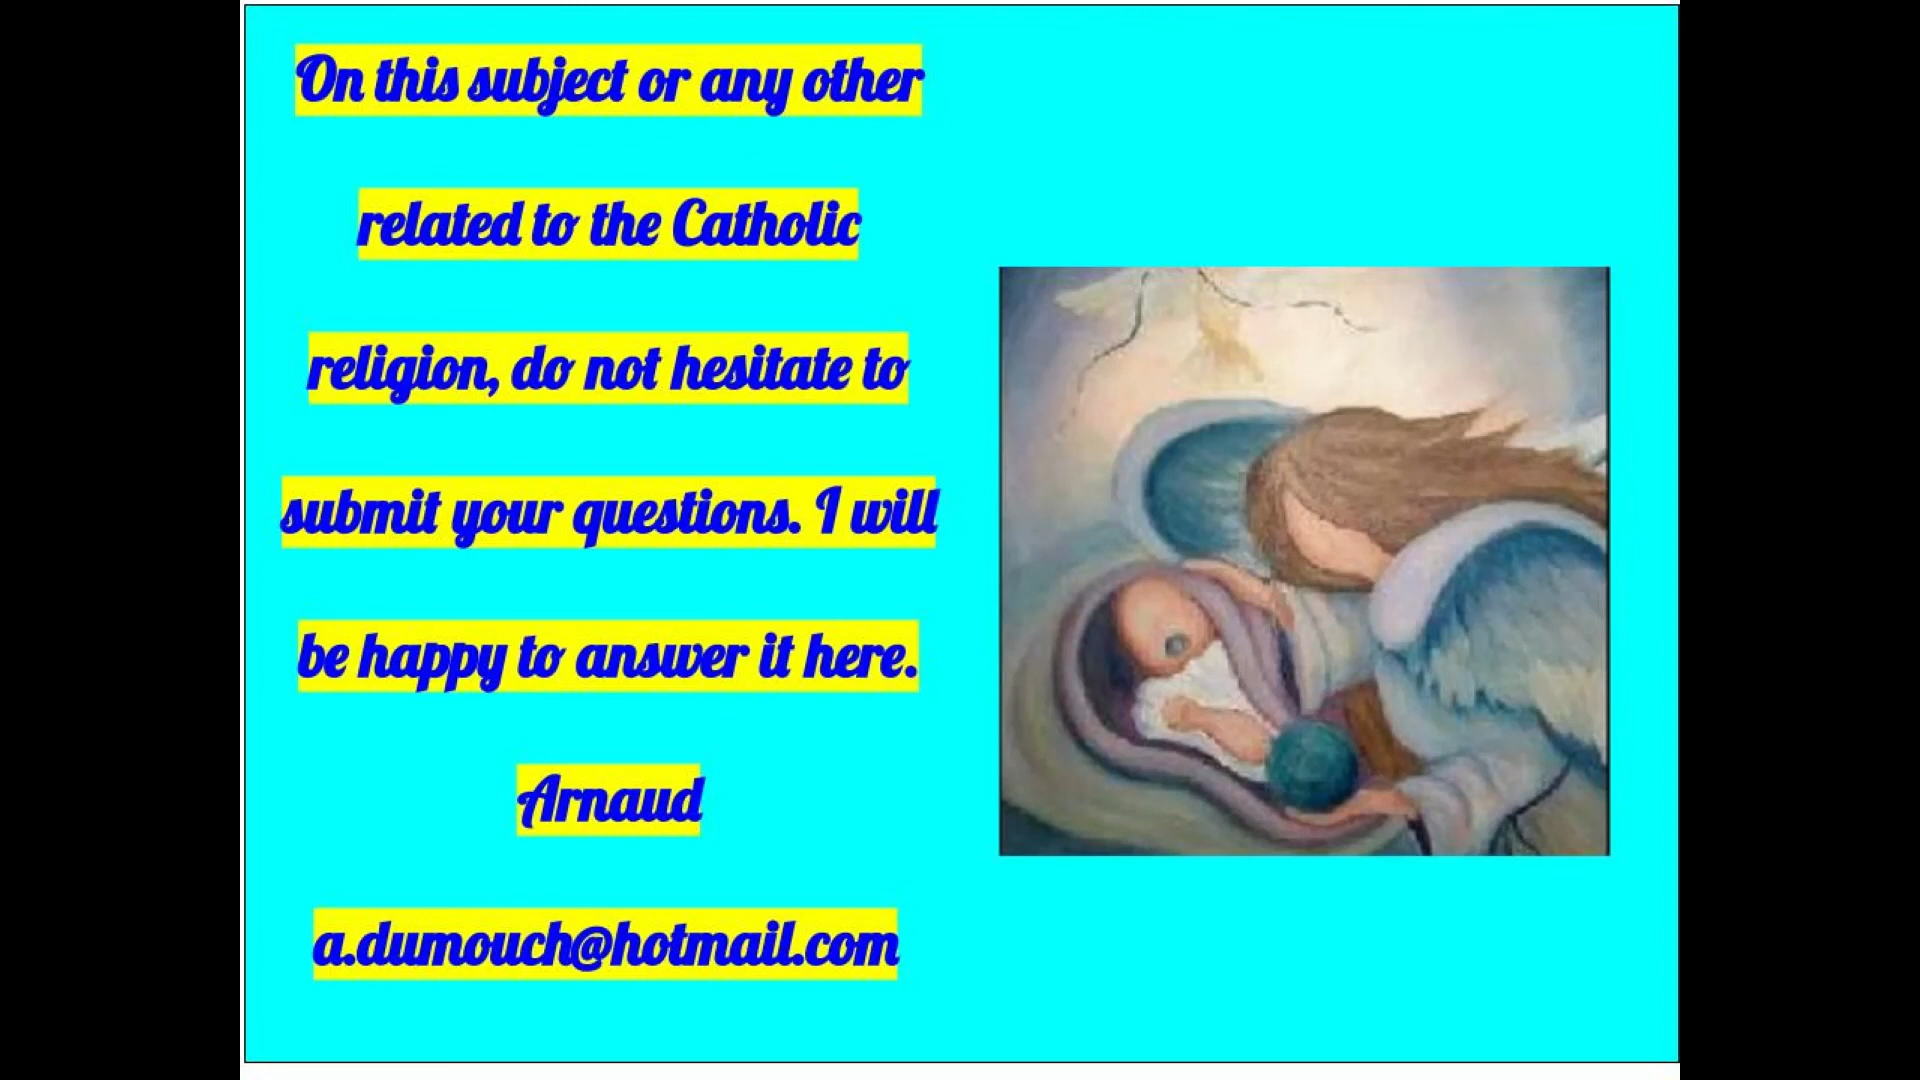 On this subject or any other
related to the Catholic
religion, do not hesitate to
submit your questions. I will
be happy to answer it here.
Arnaud
a.dumouch@hotmail.com